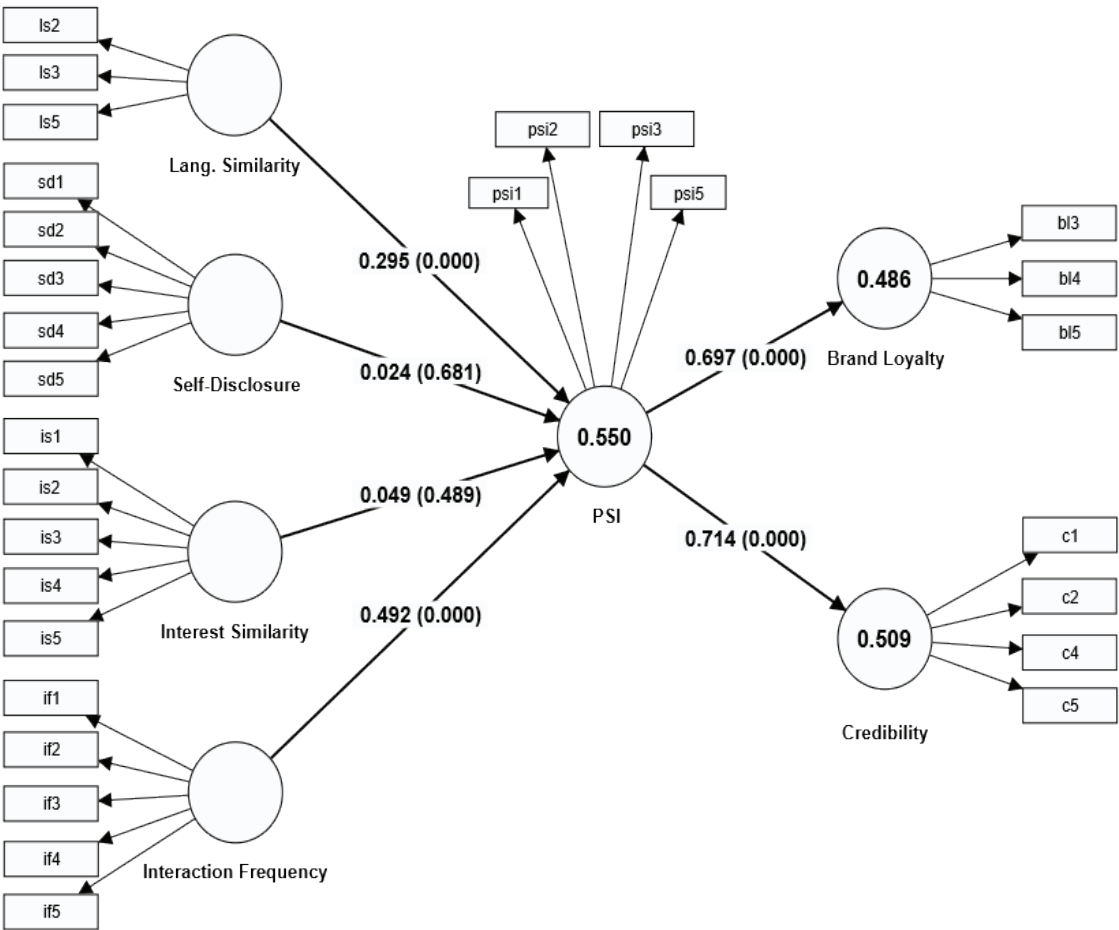 ls2
ls3
ls5
Lang. Similarity
sd1
sd2
sd3
sd4
sd5
Self-Disclosure
is1
is2
is3
is4
is5
Interest Similarity
if1
if2
if3
if4
if5
Interaction Frequency
0.295 (0.000)
0.024 (0.681)
0.049 (0.489)
0.492 (0.000)
psi2
psi3
psi1
psi5
0.550
PSI
0.697 (0.000)
0.714 (0.000)
0.486
Brand Loyalty
bl3
bl4
bl5
0.509
Credibility
c1
c2
c4
c5